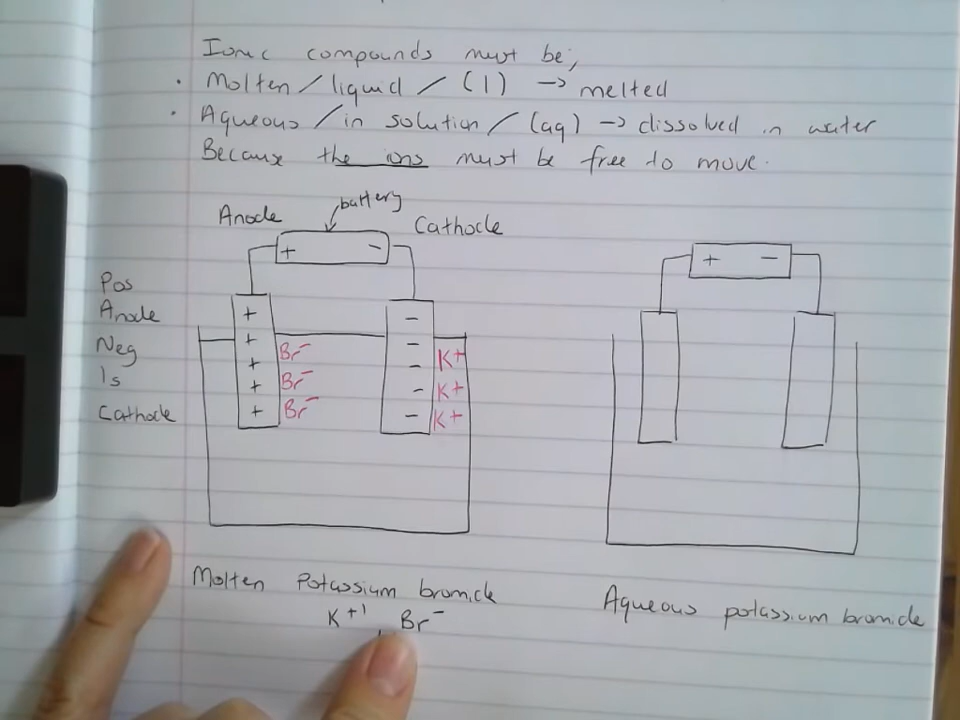 Ionic compounds must be;
· Molten / liquid / (l) → melted
· Aqueous / in solution / (aq) → dissolved in water
Because the ions must be free to move.
battery
Anode
Cathode
+ -
+ -
Pos
Anode
Neg
Is
Cathode
+
+
+
+
+
-
-
-
-
-
Br⁻
Br⁻
Br⁻
K+
K+
K+
Molten Potassium bromide
K⁺¹ Br⁻
Aqueous potassium bromide